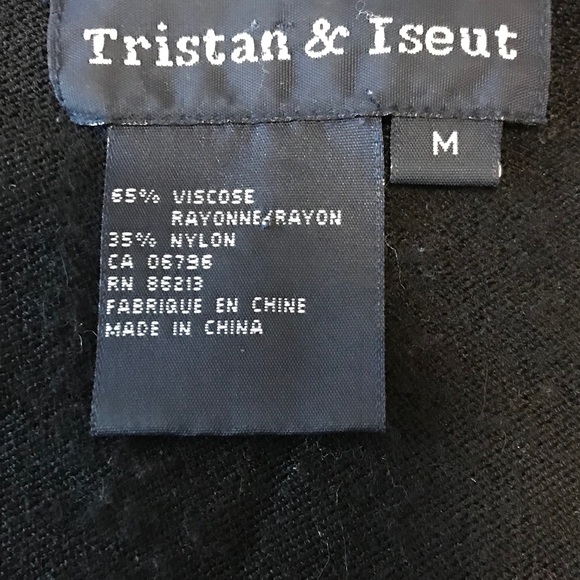 Tristan & Iseut
M
65% VISCOSE
RAYONNE/RAYON
35% NYLON
CA 06796
RN 86213
FABRIQUE EN CHINE
MADE IN CHINA